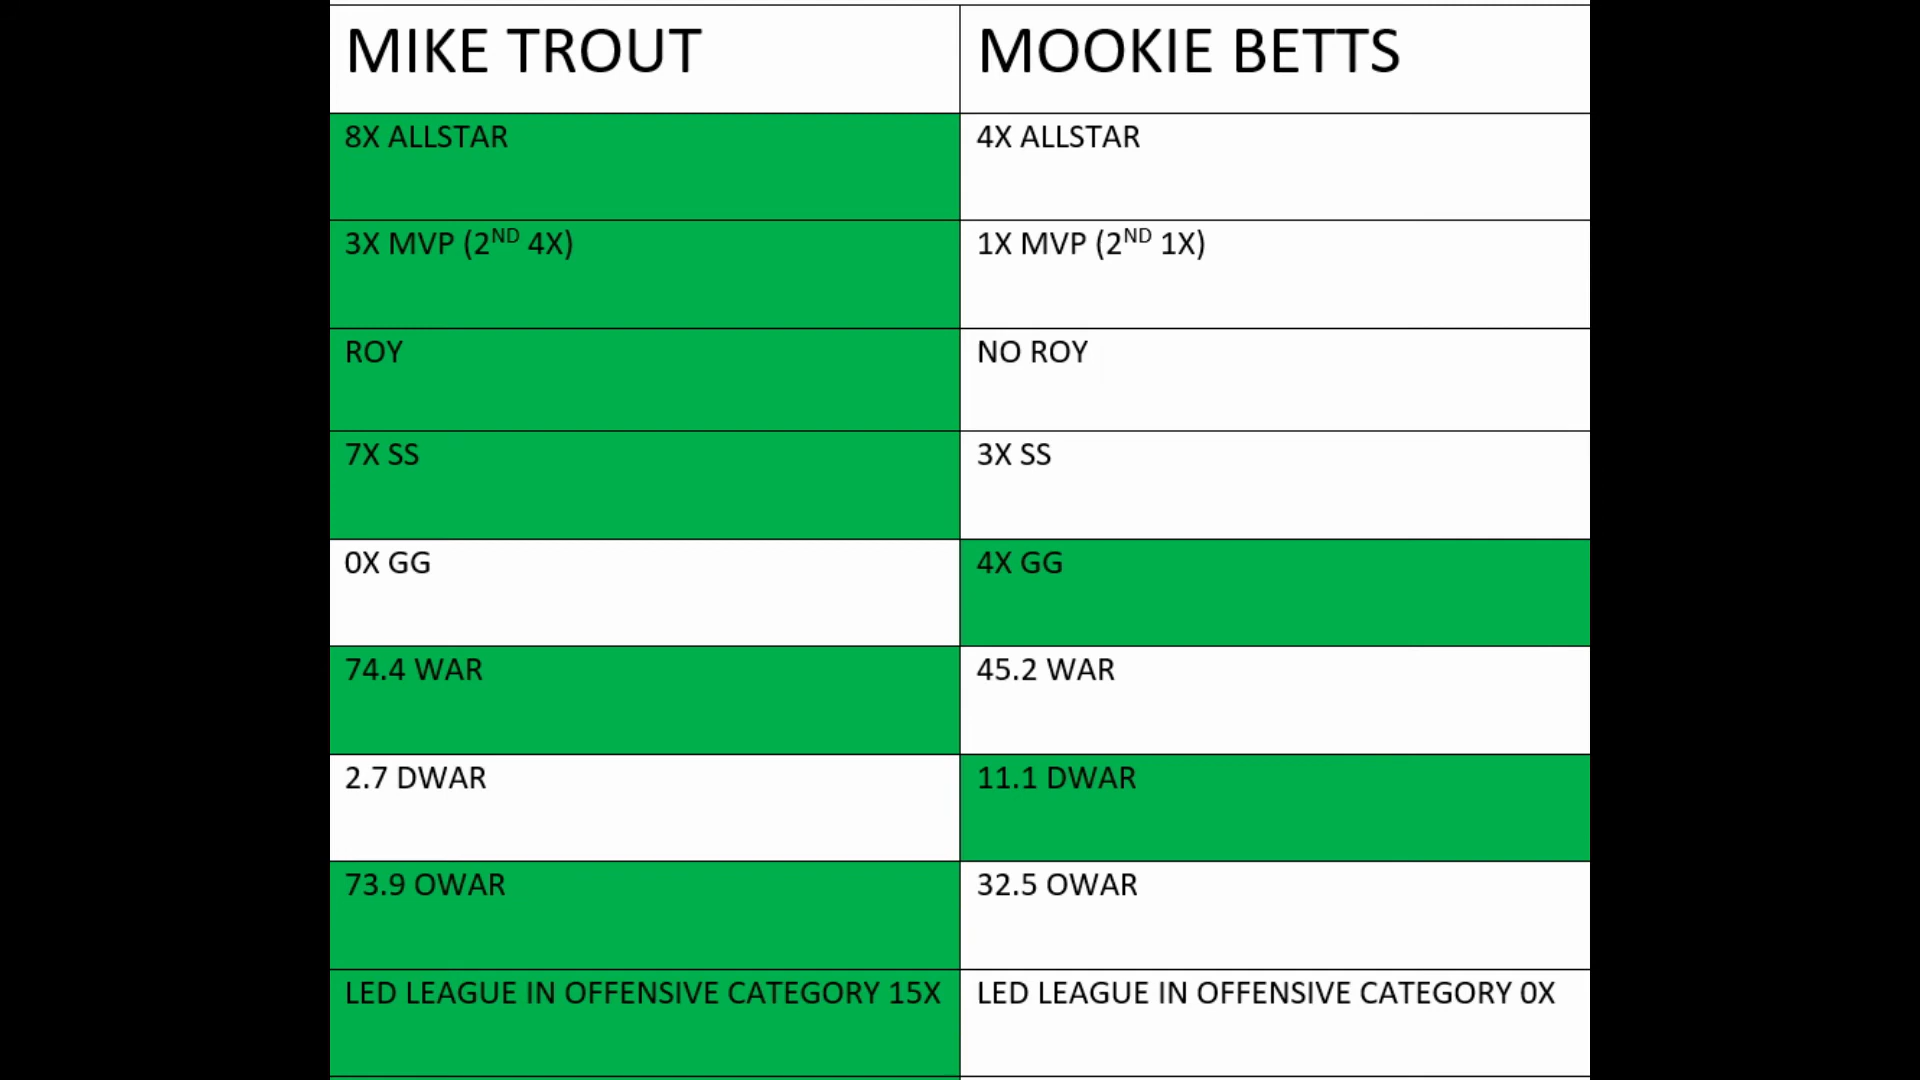 MIKE TROUT
MOOKIE BETTS
8X ALLSTAR
4X ALLSTAR
3X MVP (2ND 4X)
1X MVP (2ND 1X)
ROY
NO ROY
7X SS
3X SS
0X GG
4X GG
74.4 WAR
45.2 WAR
2.7 DWAR
11.1 DWAR
73.9 OWAR
32.5 OWAR
LED LEAGUE IN OFFENSIVE CATEGORY 15X
LED LEAGUE IN OFFENSIVE CATEGORY 0X